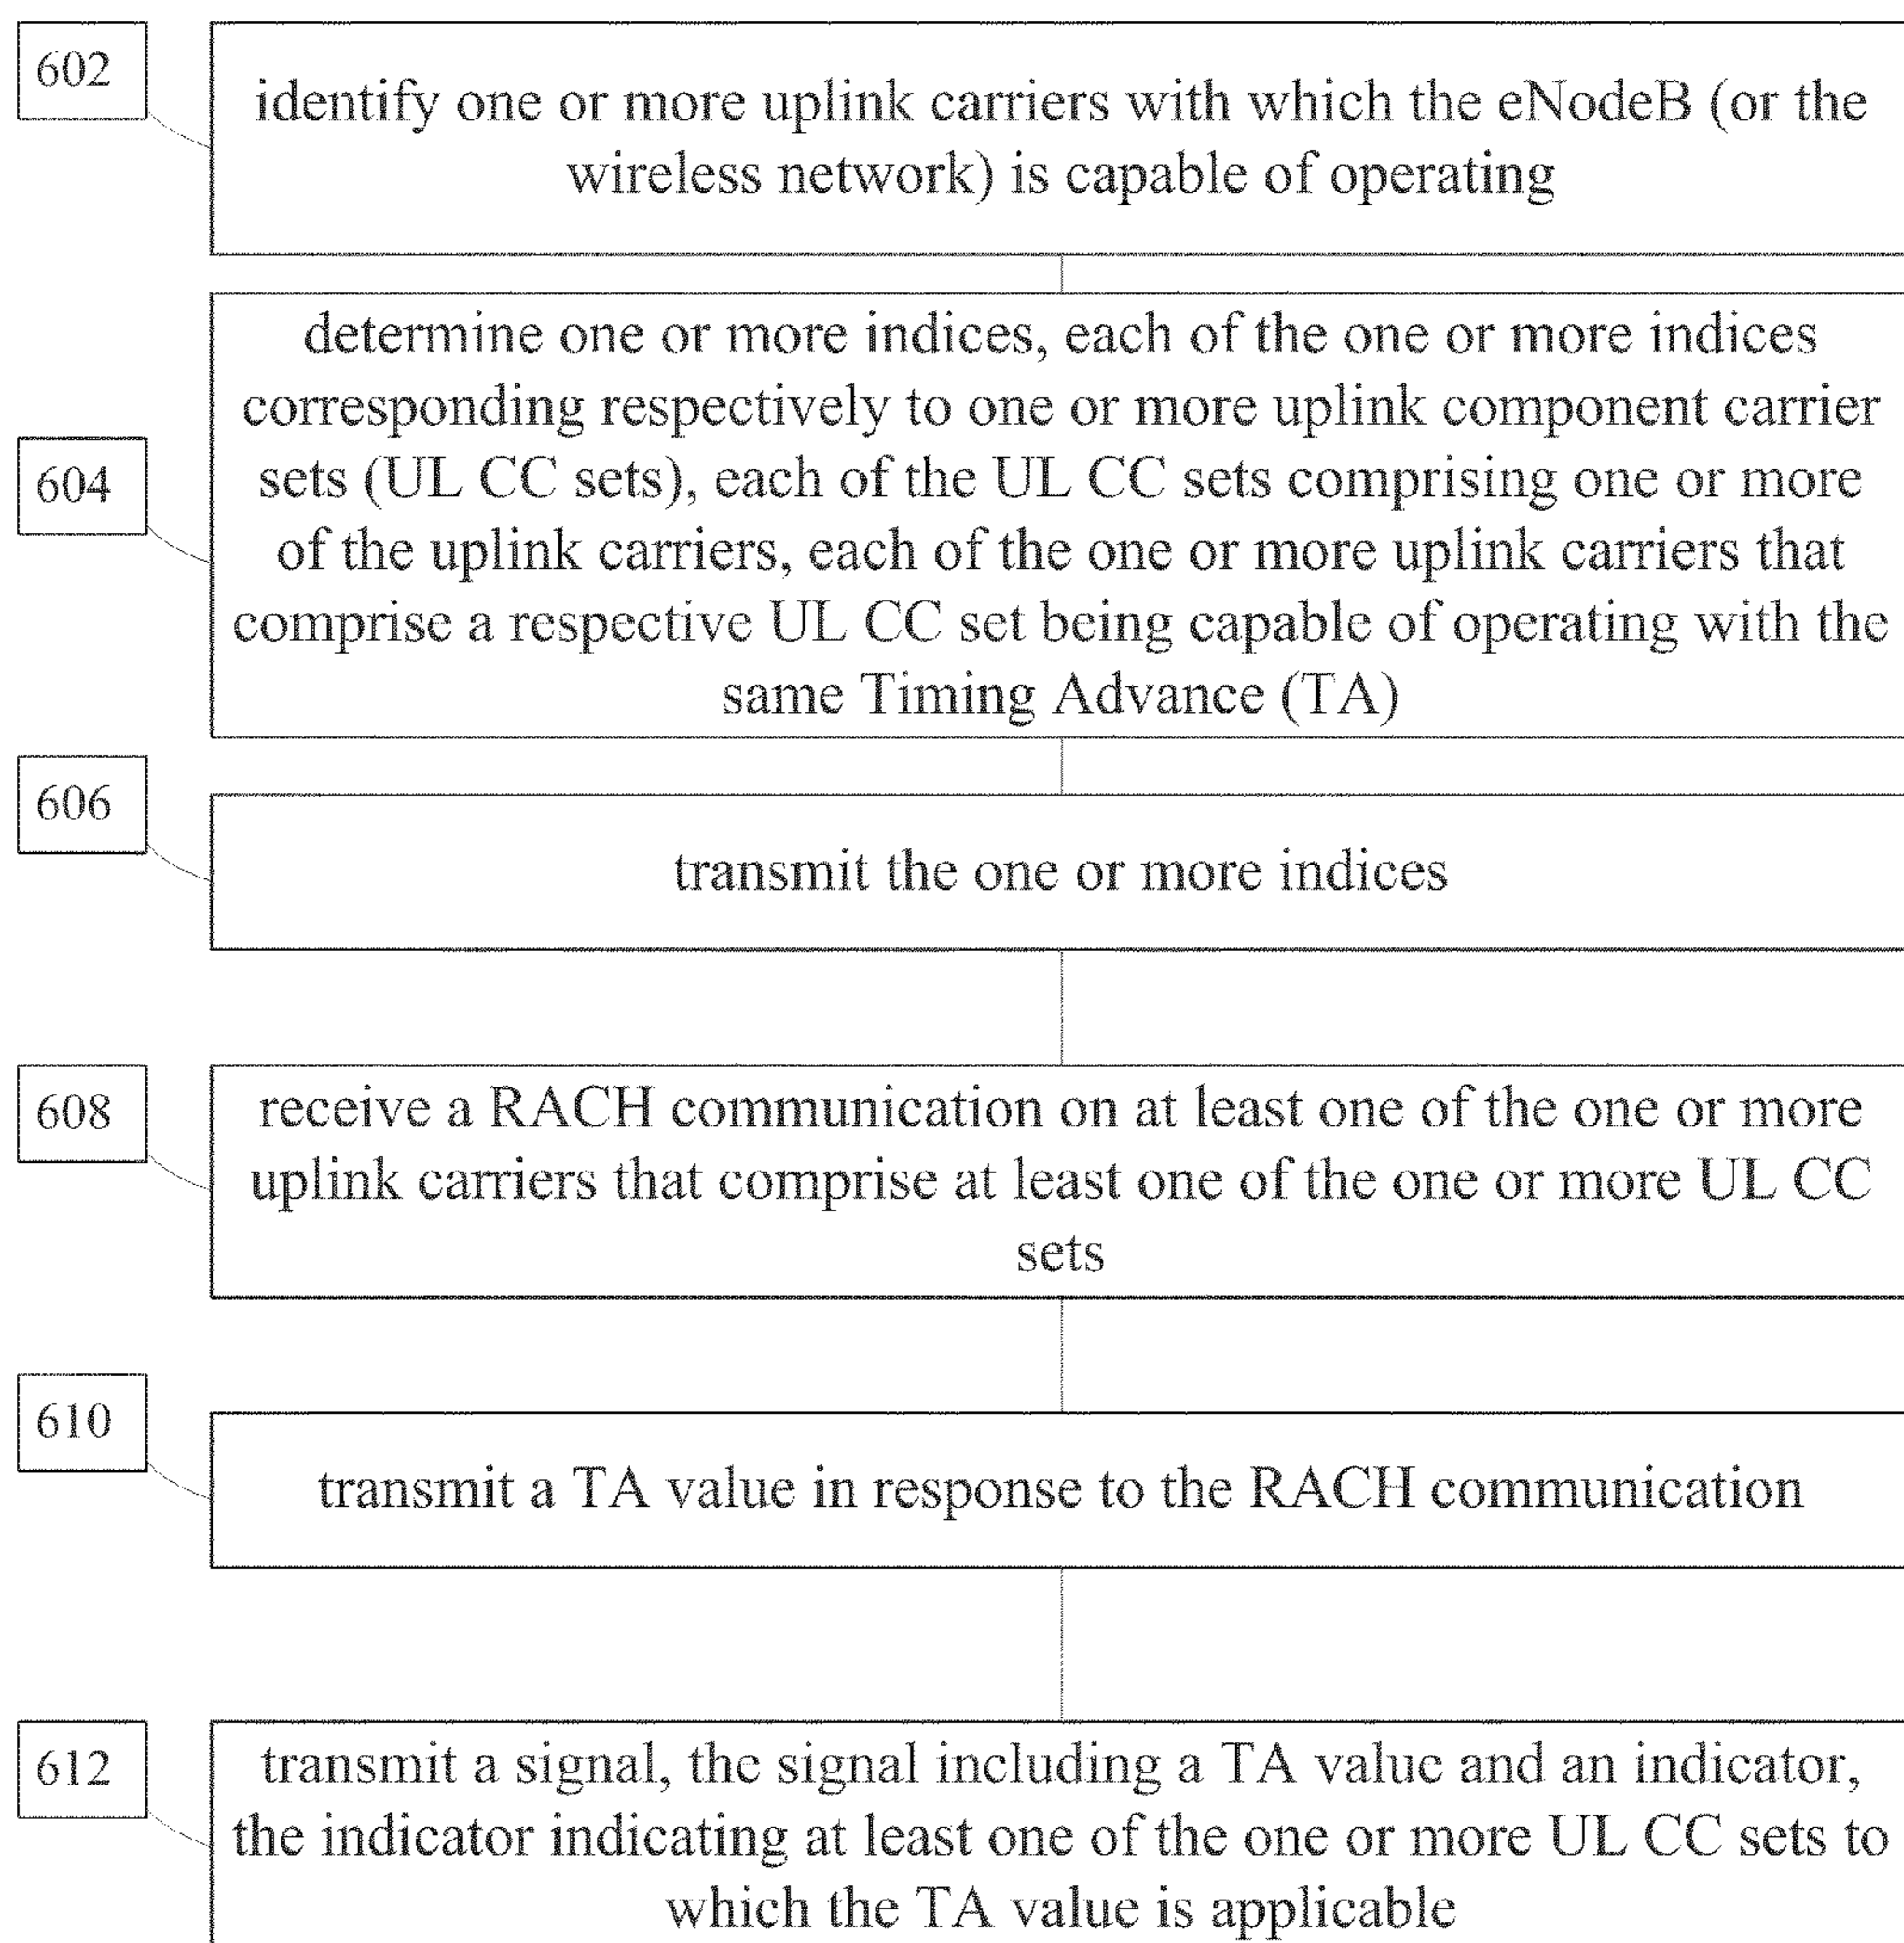 602
identify one or more uplink carriers with which the eNodeB (or the
wireless network) is capable of operating
604
determine one or more indices, each of the one or more indices
corresponding respectively to one or more uplink component carrier
sets (UL CC sets), each of the UL CC sets comprising one or more
of the uplink carriers, each of the one or more uplink carriers that
comprise a respective UL CC set being capable of operating with the
same Timing Advance (TA)
606
transmit the one or more indices
608
receive a RACH communication on at least one of the one or more
uplink carriers that comprise at least one of the one or more UL CC
sets
610
transmit a TA value in response to the RACH communication
612
transmit a signal, the signal including a TA value and an indicator,
the indicator indicating at least one of the one or more UL CC sets to
which the TA value is applicable